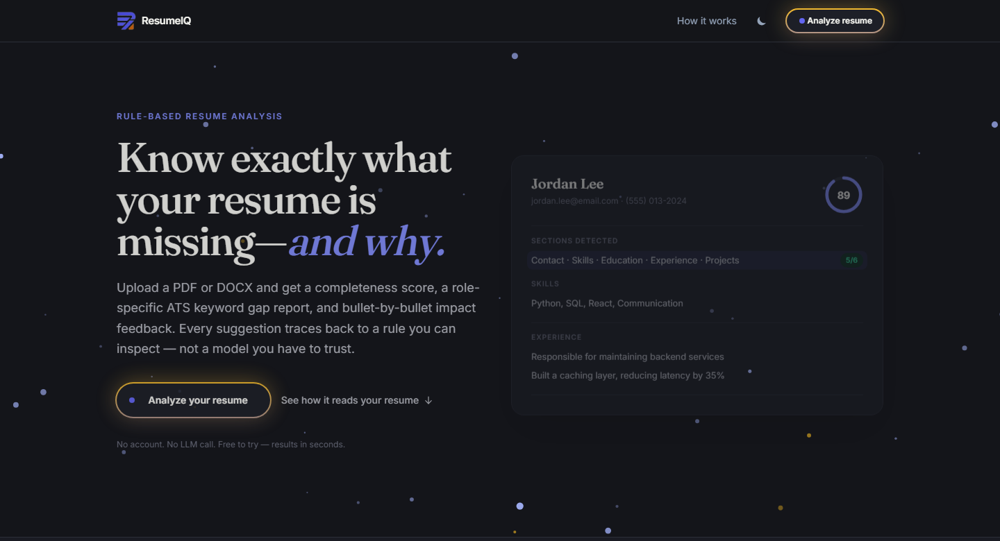 ResumeIQ
How it works
Analyze resume
RULE-BASED RESUME ANALYSIS
Know exactly what
your resume is
missing—and why.
Upload a PDF or DOCX and get a completeness score, a role-
specific ATS keyword gap report, and bullet-by-bullet impact
feedback. Every suggestion traces back to a rule you can
inspect — not a model you have to trust.
Analyze your resume
See how it reads your resume ↓
No account. No LLM call. Free to try — results in seconds.
Jordan Lee
jordan.lee@email.com · (555) 013-2024
89
SECTIONS DETECTED
Contact · Skills · Education · Experience · Projects
5/6
SKILLS
Python, SQL, React, Communication
EXPERIENCE
Responsible for maintaining backend services
Built a caching layer, reducing latency by 35%